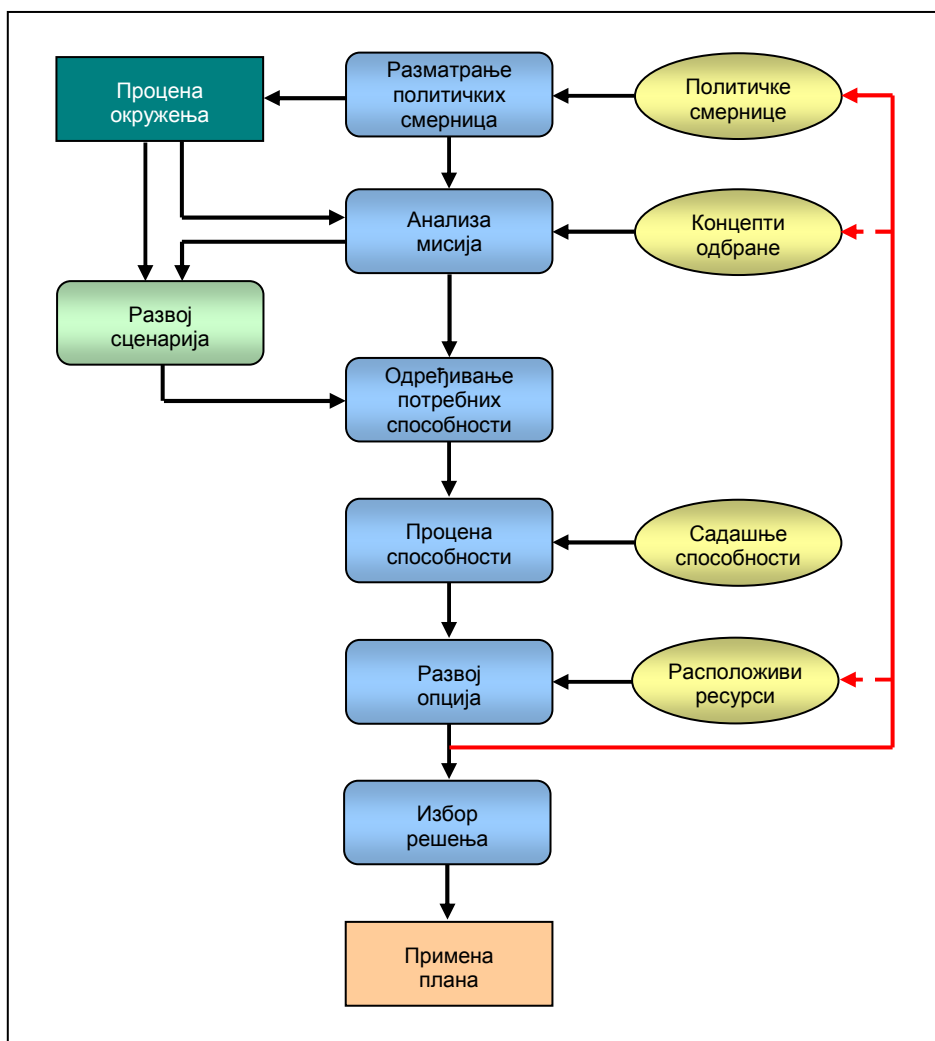 Процена
окружења
Разматрање
политичких
смерница
Политичке
смернице
Анализа
мисија
Концепти
одбране
Развој
сценарија
Одређивање
потребних
способности
Процена
способности
Садашње
способности
Развој
опција
Расположиви
ресурси
Избор
решења
Примена
плана